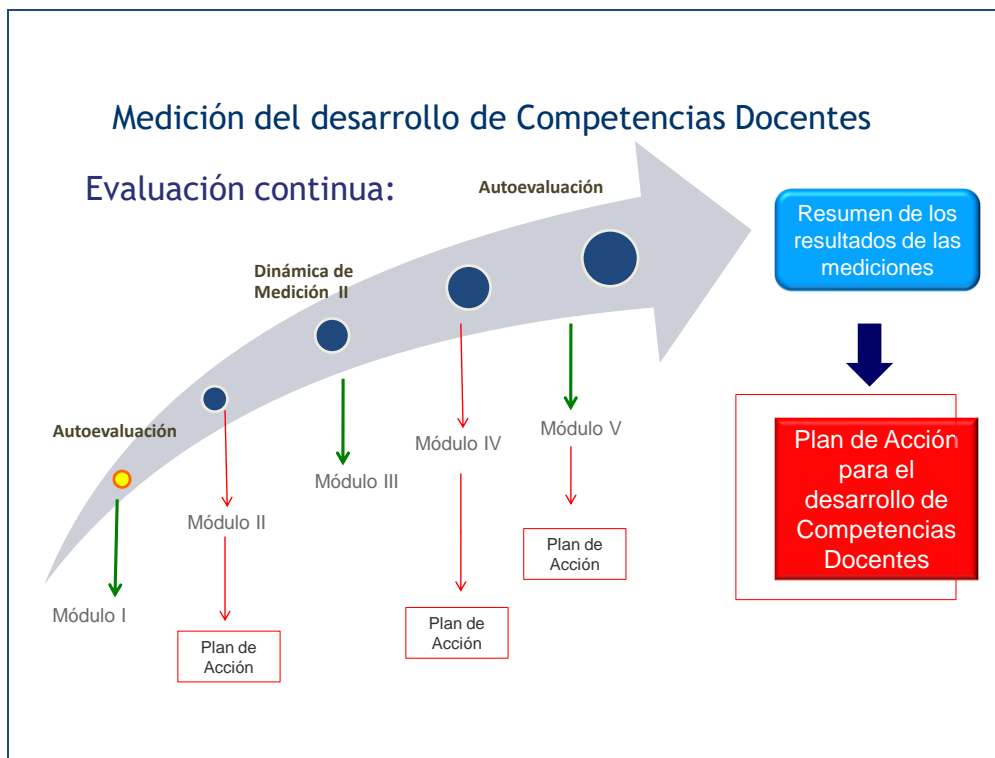 Medición del desarrollo de Competencias Docentes
Evaluación continua:
Autoevaluación
Dinámica de
Medición II
Autoevaluación
Módulo I
Módulo II
Módulo III
Módulo IV
Módulo V
Plan de
Acción
Plan de
Acción
Plan de
Acción
Resumen de los
resultados de las
mediciones
Plan de Acción
para el
desarrollo de
Competencias
Docentes